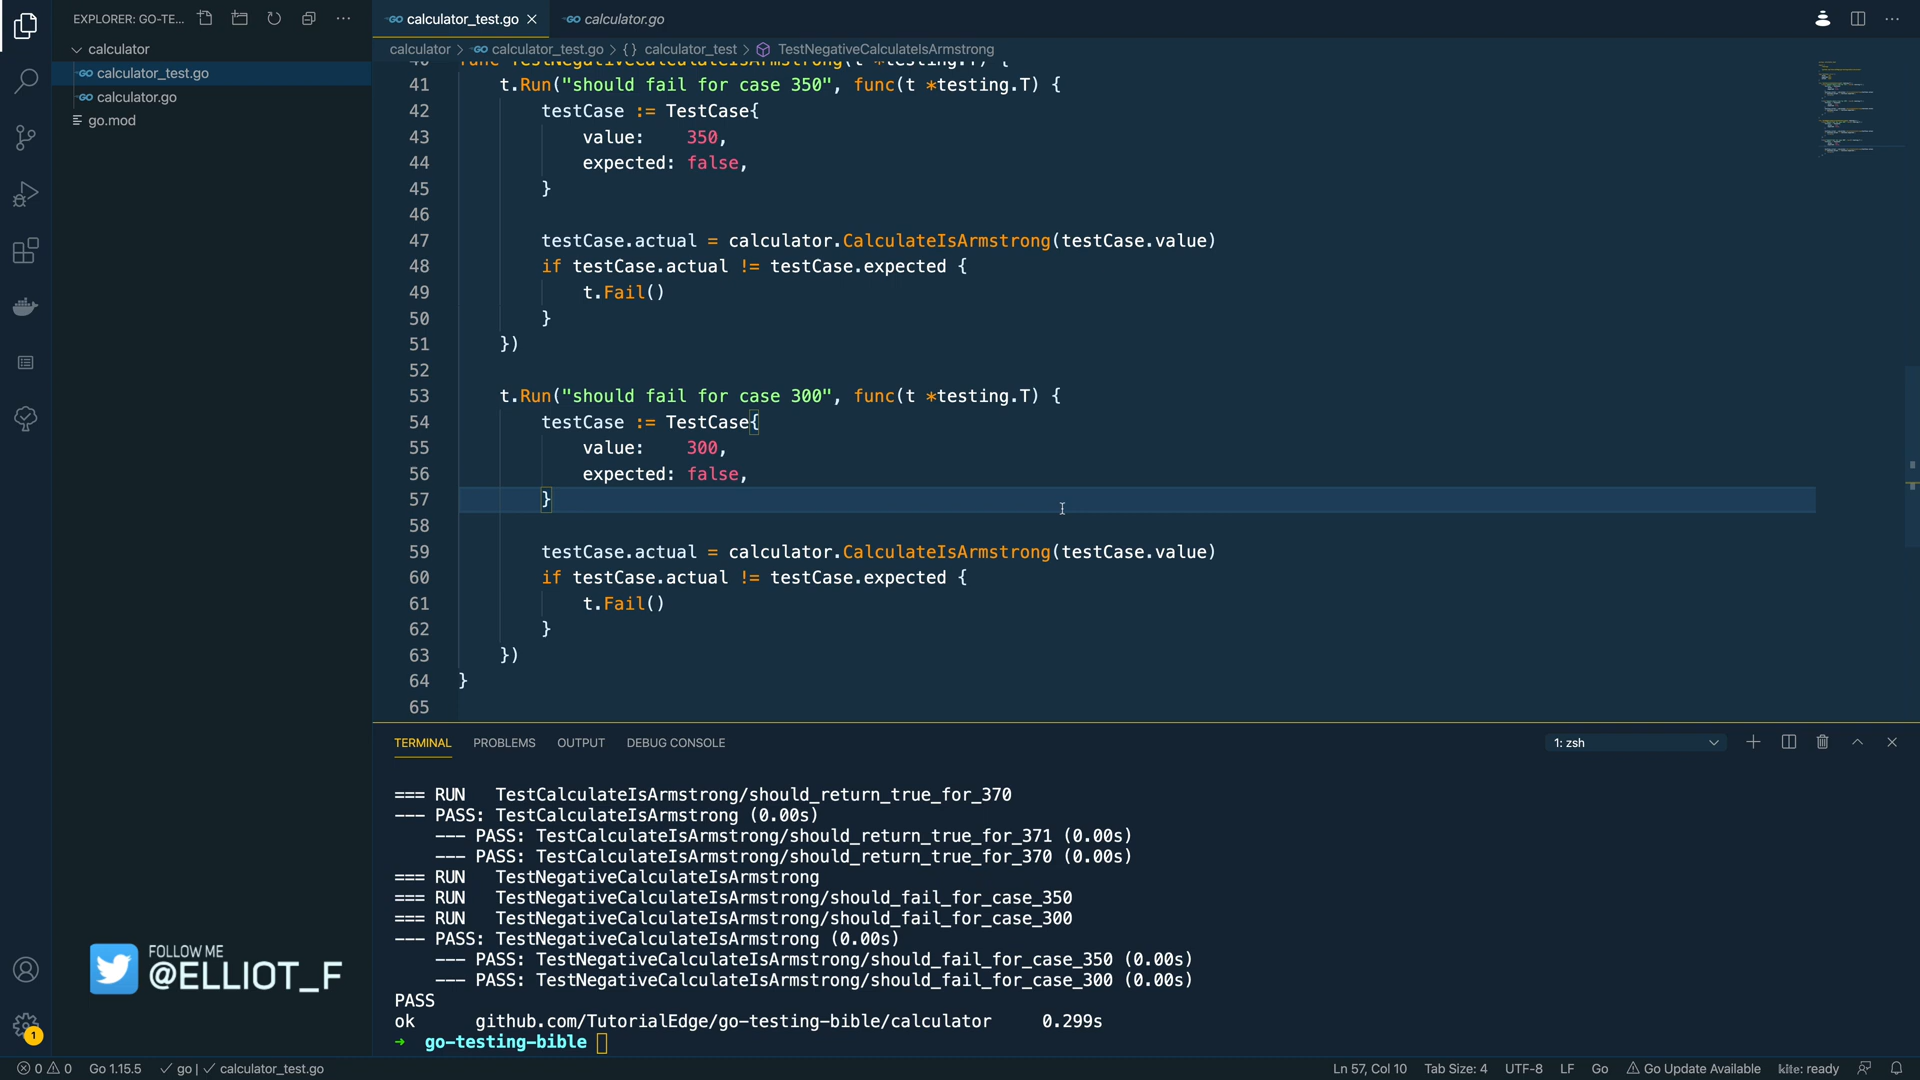 EXPLORER: GO-TE...
calculator
calculator_test.go
calculator.go
go.mod
calculator_test.go
calculator.go
calculator > calculator_test.go > {} calculator_test > TestNegativeCalculateIsArmstrong
40 func TestNegativeCalculateIsArmstrong(t *testing.T) {
41 t.Run("should fail for case 350", func(t *testing.T) {
42 testCase := TestCase{
43 value: 350,
44 expected: false,
45 }
46
47 testCase.actual = calculator.CalculateIsArmstrong(testCase.value)
48 if testCase.actual != testCase.expected {
49 t.Fail()
50 }
51 })
52
53 t.Run("should fail for case 300", func(t *testing.T) {
54 testCase := TestCase{
55 value: 300,
56 expected: false,
57 }
58
59 testCase.actual = calculator.CalculateIsArmstrong(testCase.value)
60 if testCase.actual != testCase.expected {
61 t.Fail()
62 }
63 })
64 }
65
TERMINAL PROBLEMS OUTPUT DEBUG CONSOLE 1: zsh
=== RUN TestCalculateIsArmstrong/should_return_true_for_370
--- PASS: TestCalculateIsArmstrong (0.00s)
--- PASS: TestCalculateIsArmstrong/should_return_true_for_371 (0.00s)
--- PASS: TestCalculateIsArmstrong/should_return_true_for_370 (0.00s)
=== RUN TestNegativeCalculateIsArmstrong
=== RUN TestNegativeCalculateIsArmstrong/should_fail_for_case_350
=== RUN TestNegativeCalculateIsArmstrong/should_fail_for_case_300
--- PASS: TestNegativeCalculateIsArmstrong (0.00s)
--- PASS: TestNegativeCalculateIsArmstrong/should_fail_for_case_350 (0.00s)
--- PASS: TestNegativeCalculateIsArmstrong/should_fail_for_case_300 (0.00s)
PASS
ok github.com/TutorialEdge/go-testing-bible/calculator 0.299s
→ go-testing-bible
FOLLOW ME
@ELLIOT_F
1
0 0 Go 1.15.5 ✓ go | ✓ calculator_test.go Ln 57, Col 10 Tab Size: 4 UTF-8 LF Go Go Update Available kite: ready